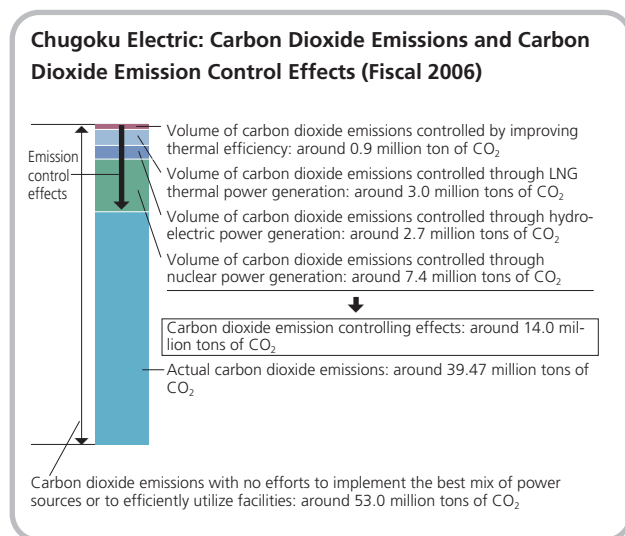 Chugoku Electric: Carbon Dioxide Emissions and Carbon
Dioxide Emission Control Effects (Fiscal 2006)
Emission
control
effects
Volume of carbon dioxide emissions controlled by improving
thermal efficiency: around 0.9 million ton of CO₂
Volume of carbon dioxide emissions controlled through LNG
thermal power generation: around 3.0 million tons of CO₂
Volume of carbon dioxide emissions controlled through hydro-
electric power generation: around 2.7 million tons of CO₂
Volume of carbon dioxide emissions controlled through
nuclear power generation: around 7.4 million tons of CO₂
Carbon dioxide emission controlling effects: around 14.0 mil-
lion tons of CO₂
Actual carbon dioxide emissions: around 39.47 million tons of
CO₂
Carbon dioxide emissions with no efforts to implement the best mix of power
sources or to efficiently utilize facilities: around 53.0 million tons of CO₂